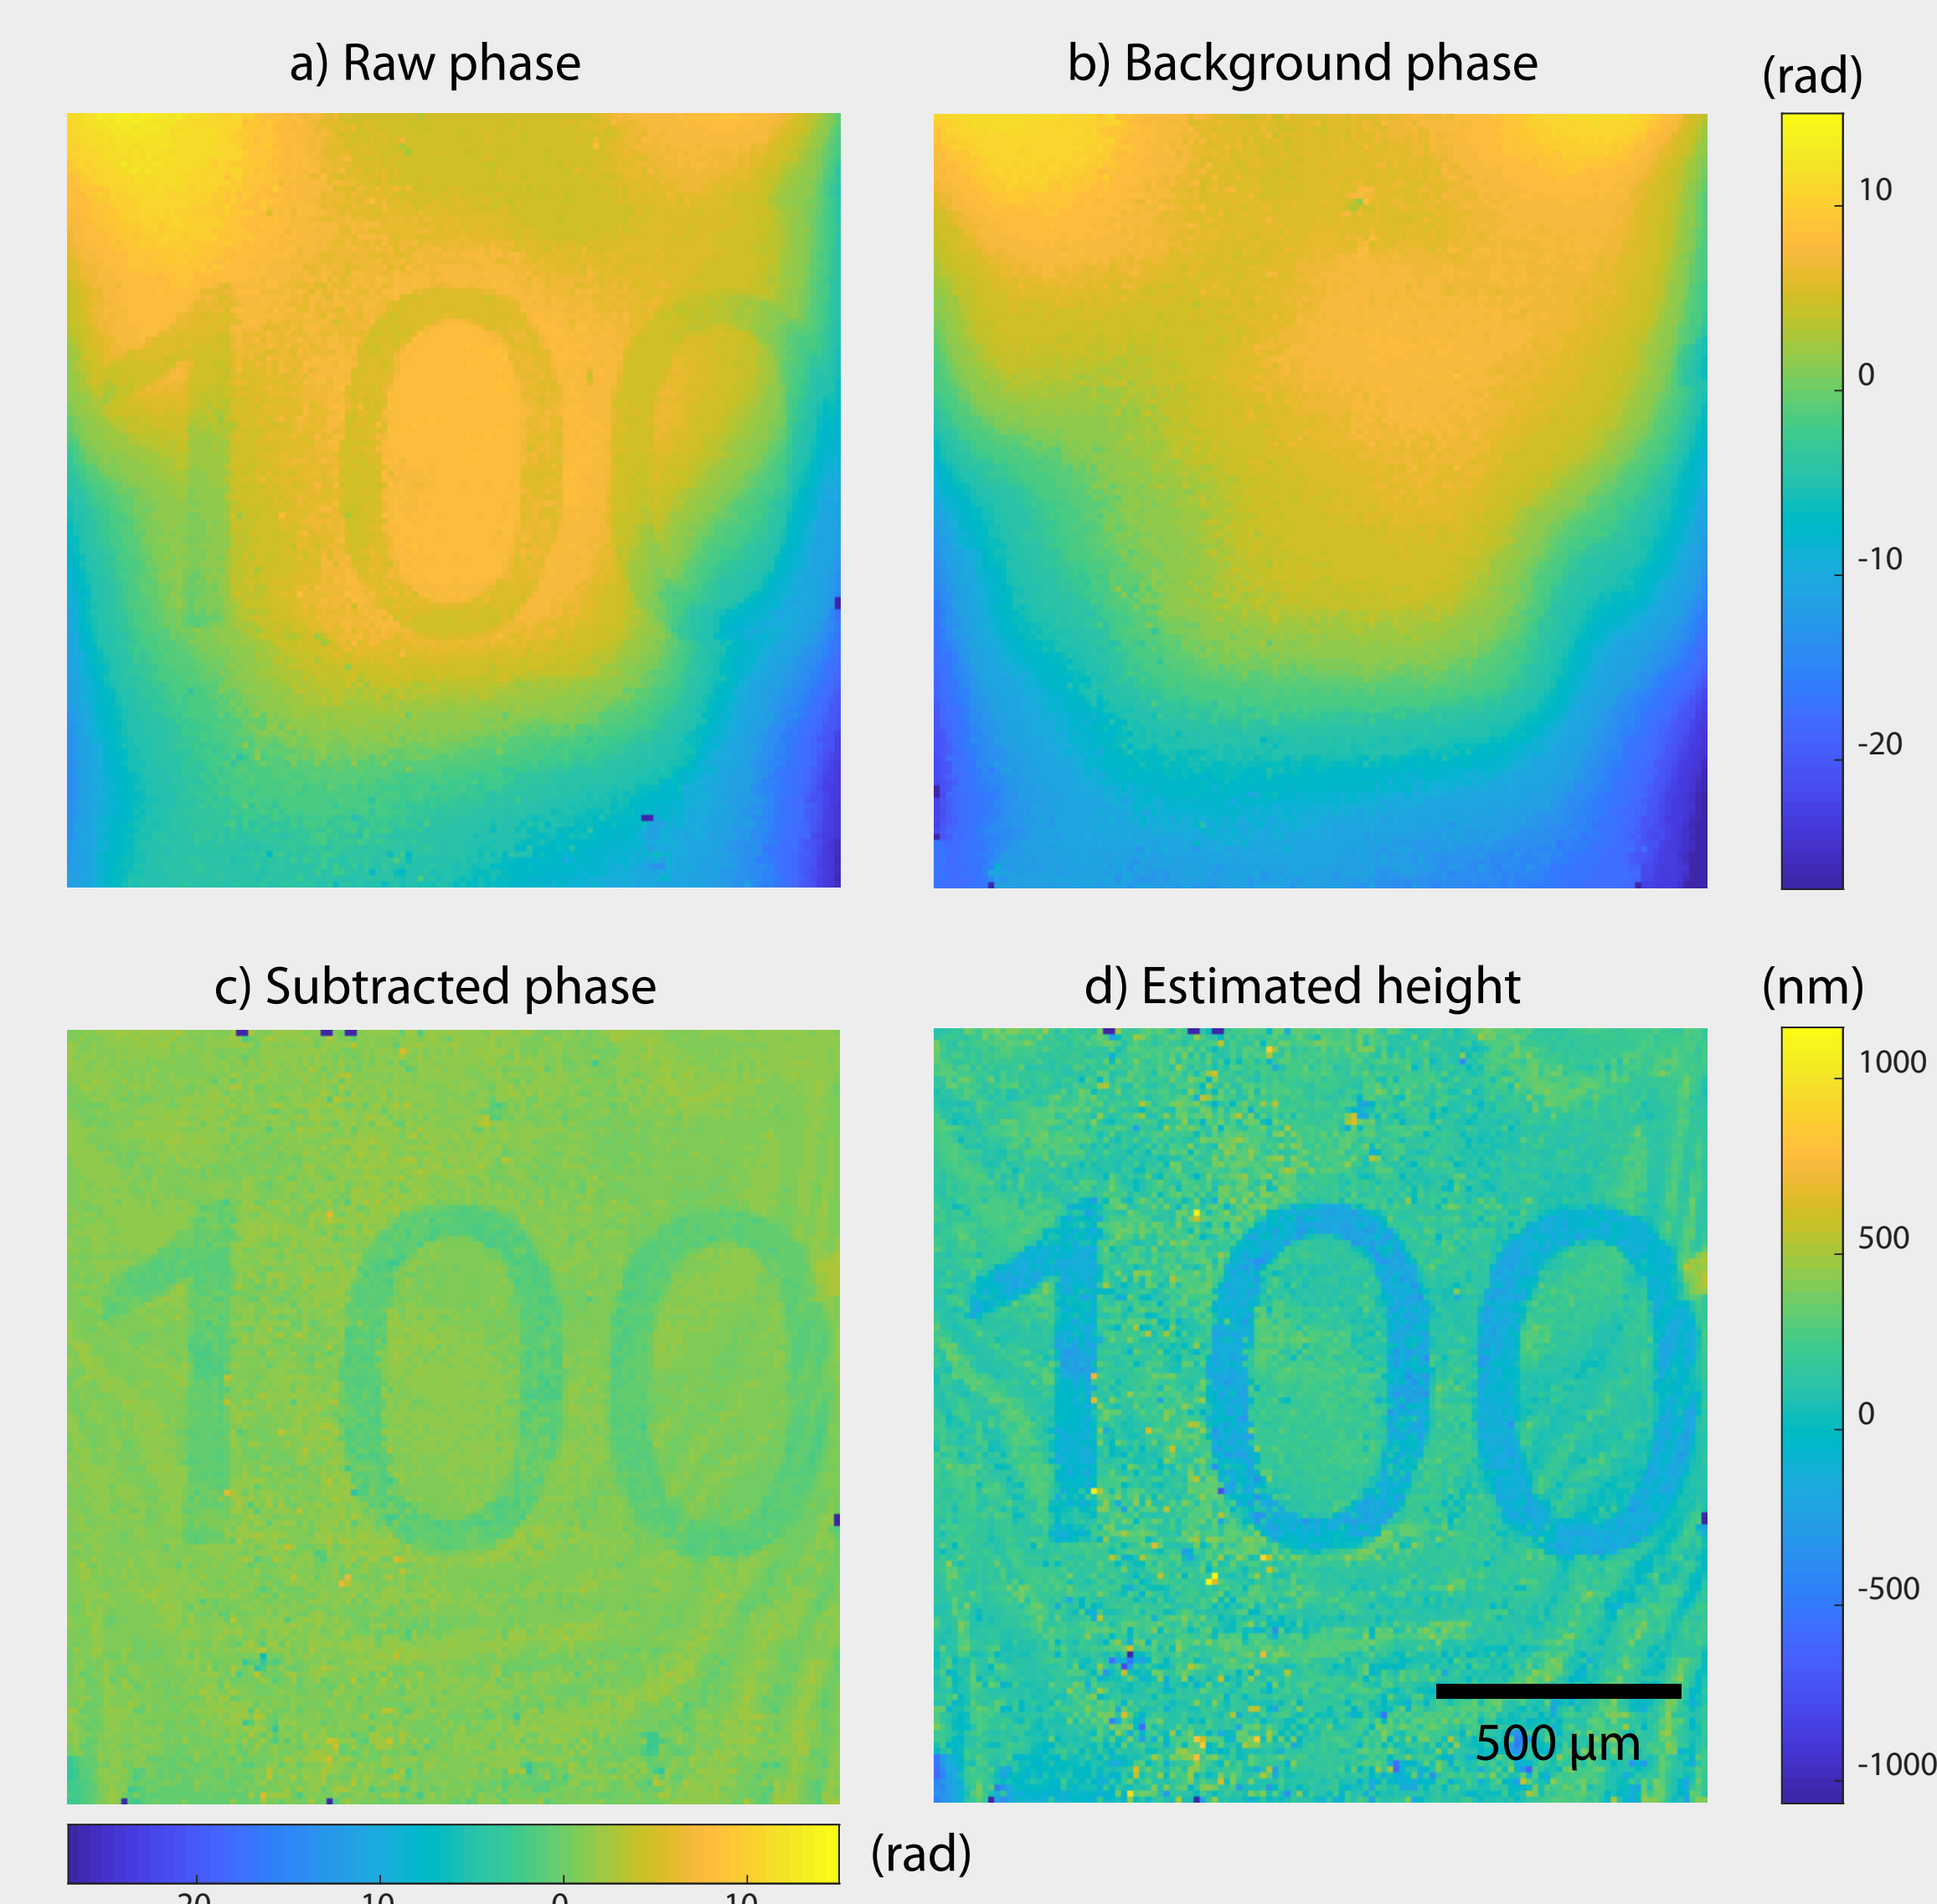 a) Raw phase
b) Background phase
(rad)
10
0
-10
-20
100
c) Subtracted phase
d) Estimated height
(nm)
1000
500
0
-500
-1000
100
100
500 µm
(rad)